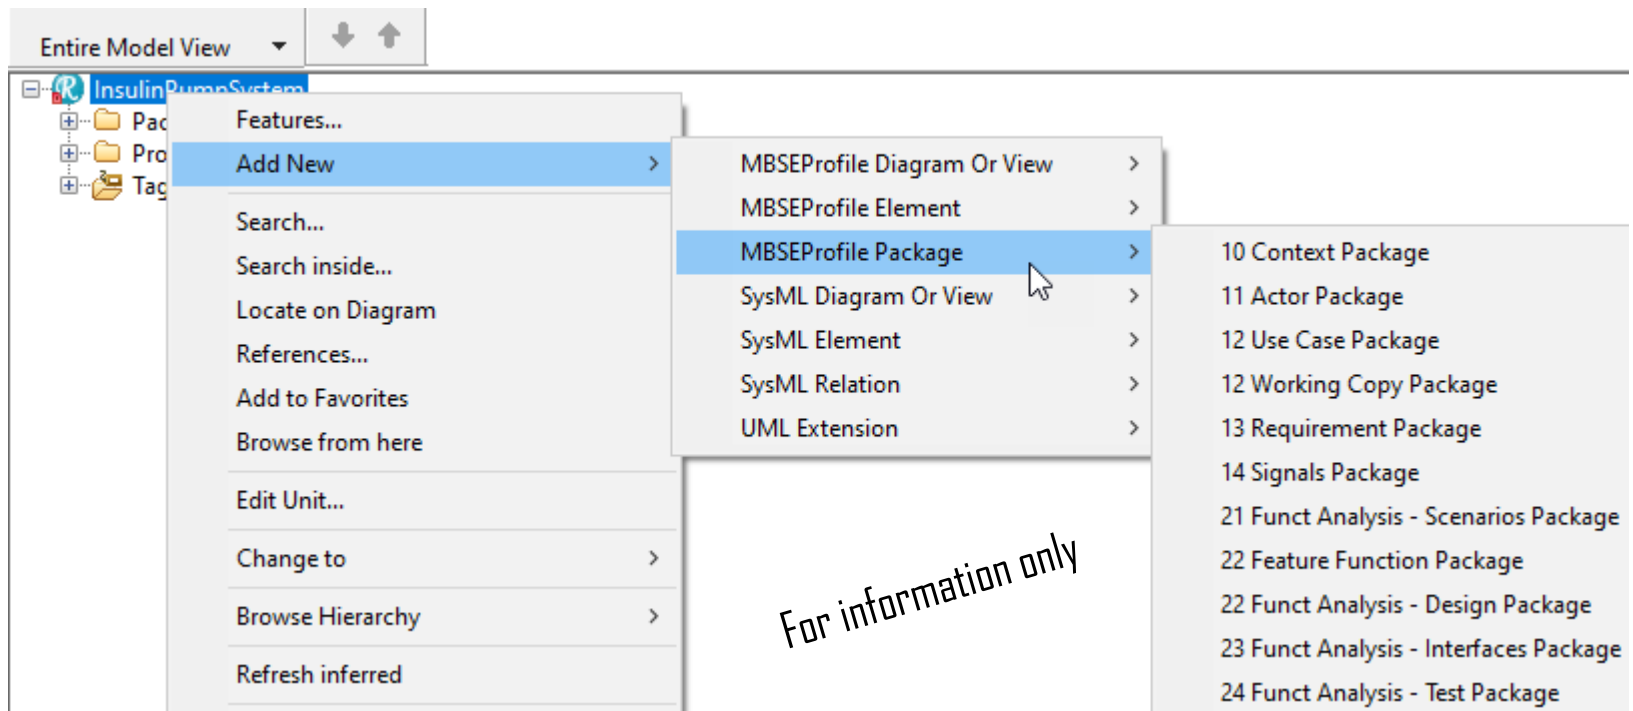 Entire Model View
InsulinPumpSystem
Pac
Pro
Tag
Features...
Add New
Search...
Search inside...
Locate on Diagram
References...
Add to Favorites
Browse from here
Edit Unit...
Change to
Browse Hierarchy
Refresh inferred
MBSEProfile Diagram Or View
MBSEProfile Element
MBSEProfile Package
SysML Diagram Or View
SysML Element
SysML Relation
UML Extension
10 Context Package
11 Actor Package
12 Use Case Package
12 Working Copy Package
13 Requirement Package
14 Signals Package
21 Funct Analysis - Scenarios Package
22 Feature Function Package
22 Funct Analysis - Design Package
23 Funct Analysis - Interfaces Package
24 Funct Analysis - Test Package
For information only